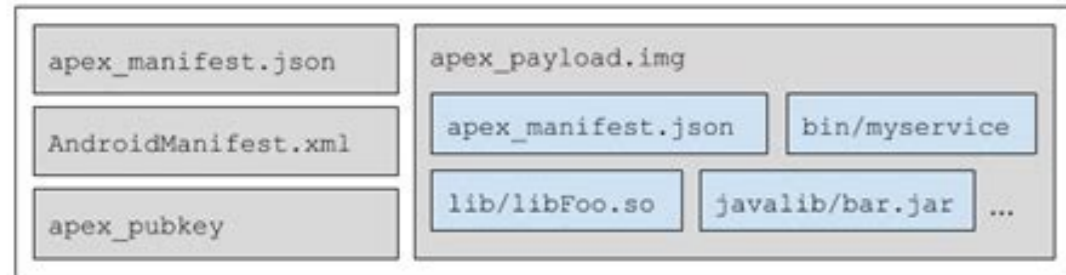 apex_manifest.json
AndroidManifest.xml
apex_pubkey
apex_payload.img
apex_manifest.json
bin/myservice
lib/libFoo.so
javalib/bar.jar
...